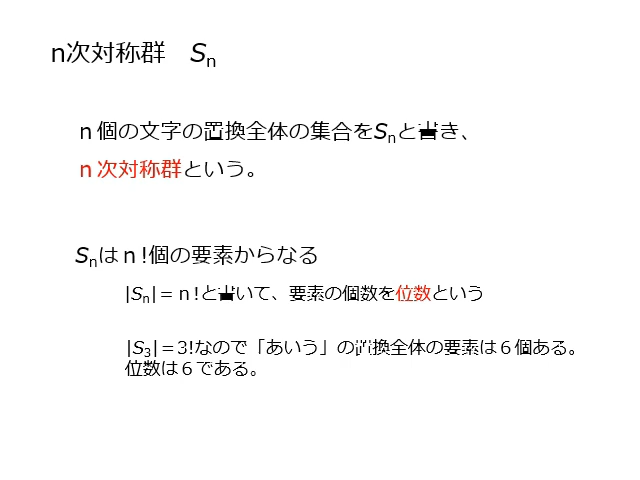 n次対称群　Sn
ｎ個の文字の置換全体の集合をSnと書き、
ｎ次対称群という。
Snはｎ!個の要素からなる
|Sn|＝ｎ!と書いて、要素の個数を位数という
|S3|＝3!なので「あいう」の置換全体の要素は６個ある。
位数は６である。